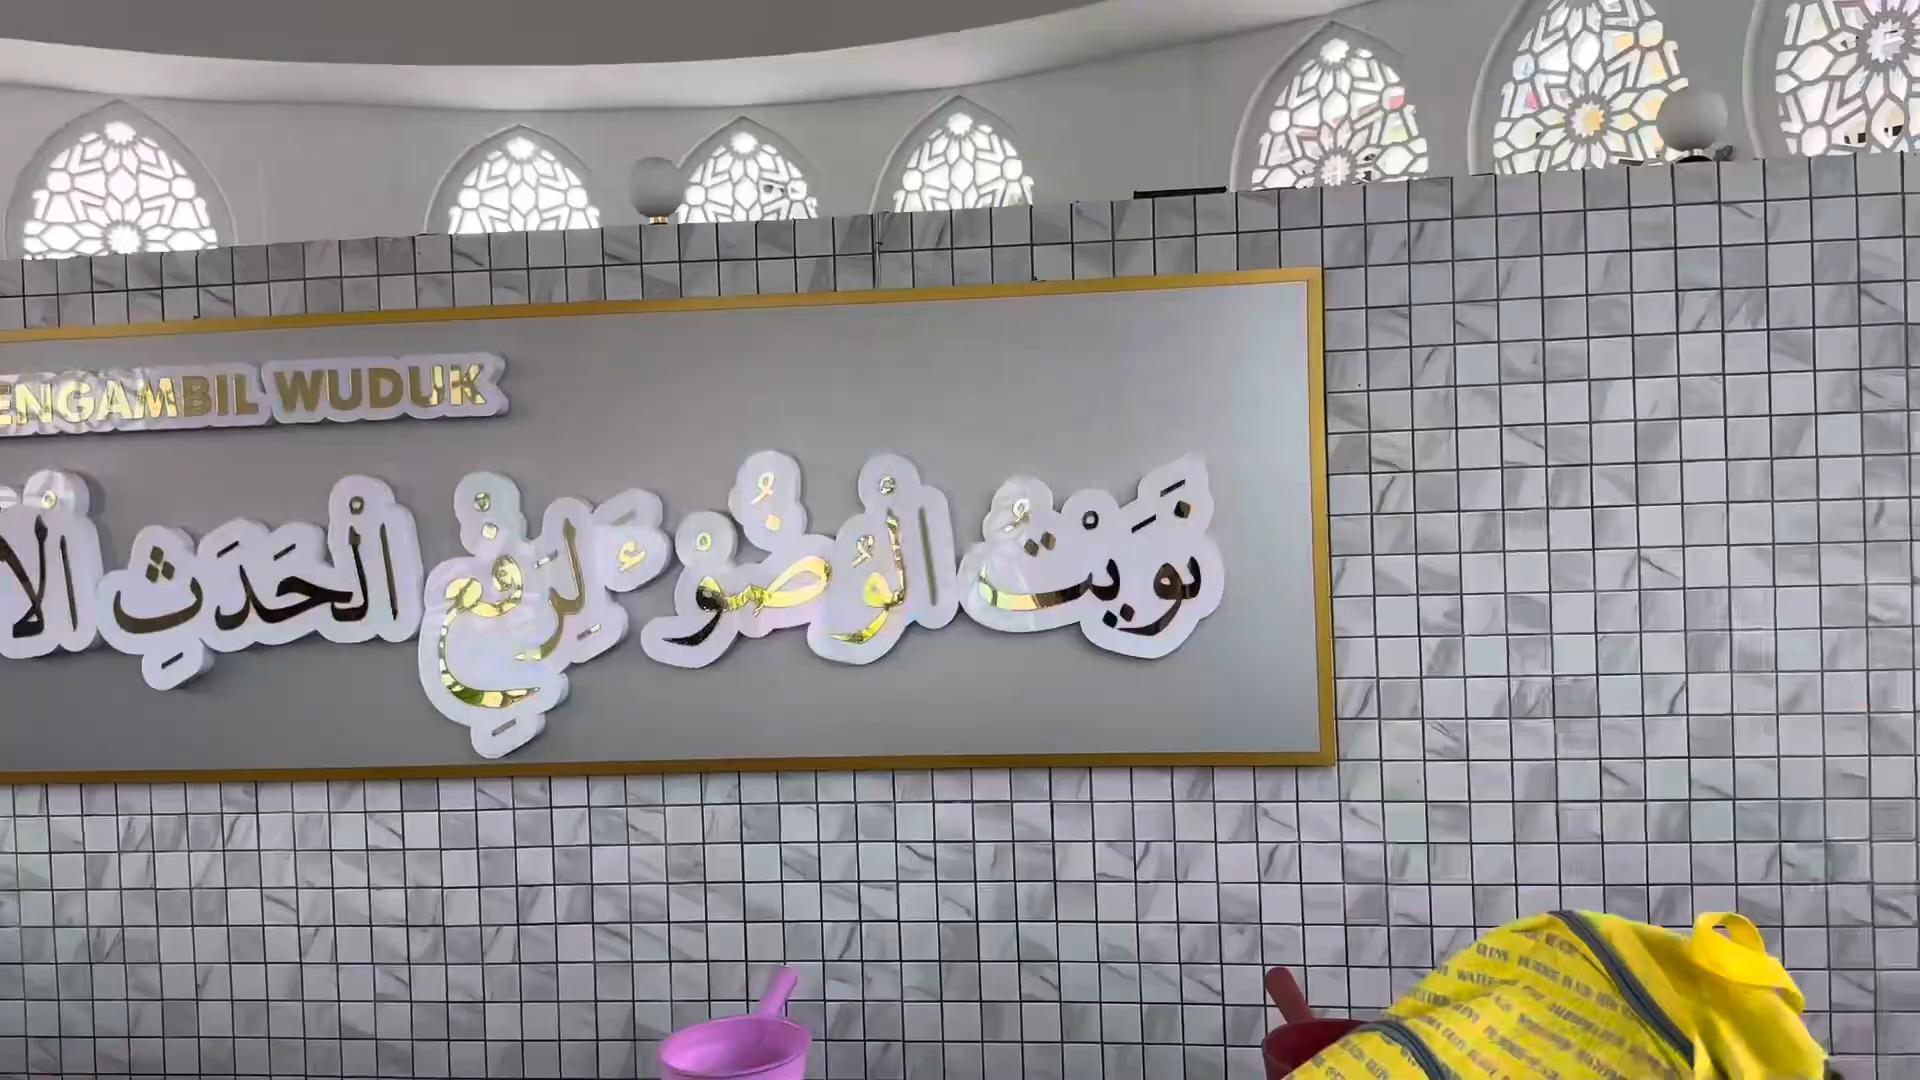 ENGAMBIL WUDUK
نَوَيْتُ الْوُضُوْءَ لِرَفْعِ الْحَدَثِ